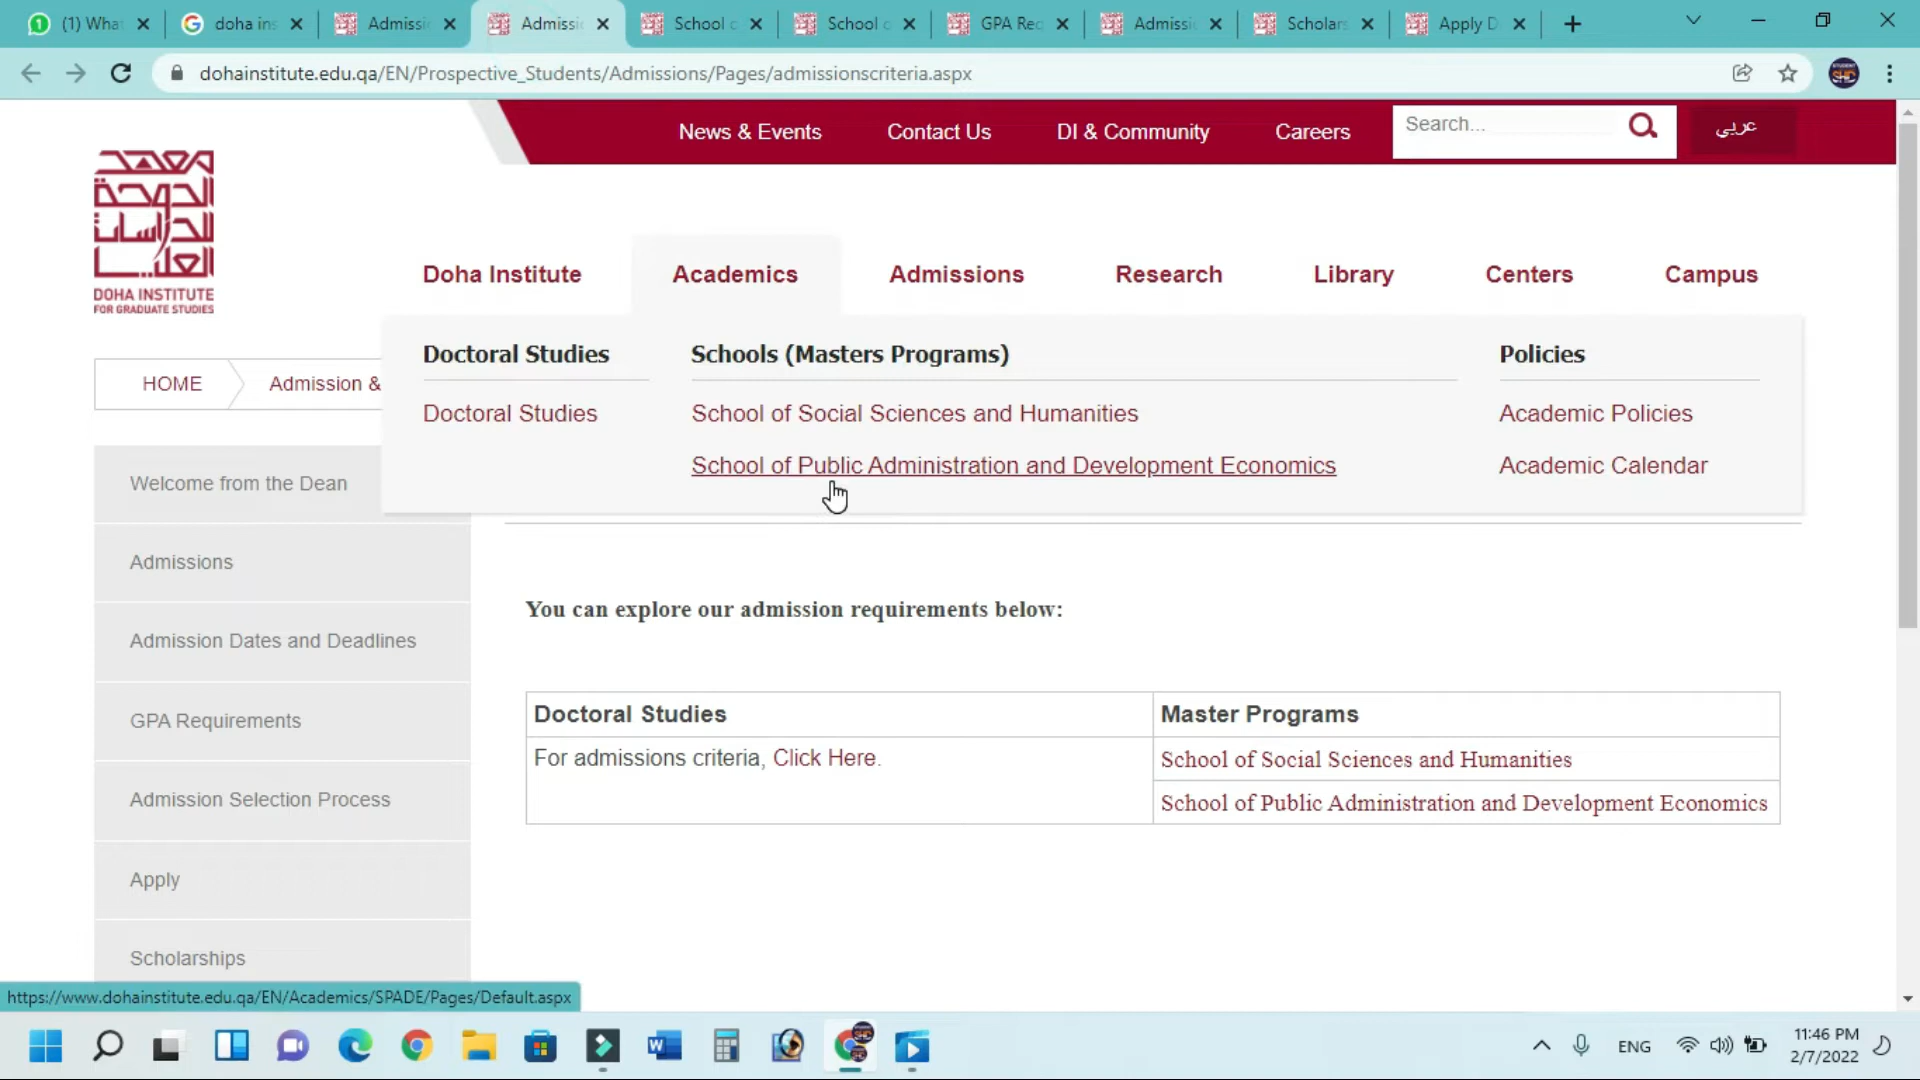 (1) What
doha ins
Admissi
Admissi
School o
School o
GPA Rec
Admissi
Scholars
Apply D
dohainstitute.edu.qa/EN/Prospective_Students/Admissions/Pages/admissionscriteria.aspx
News & Events
Contact Us
DI & Community
Careers
Search...
عربي
معهد
الدوحة
للدراسات
العليا
DOHA INSTITUTE
FOR GRADUATE STUDIES
Doha Institute
Academics
Admissions
Research
Library
Centers
Campus
Doctoral Studies
Schools (Masters Programs)
Policies
HOME
Admission &
Doctoral Studies
School of Social Sciences and Humanities
Academic Policies
School of Public Administration and Development Economics
Academic Calendar
Welcome from the Dean
Admissions
Admission Dates and Deadlines
GPA Requirements
Admission Selection Process
Apply
Scholarships
You can explore our admission requirements below:
Doctoral Studies
Master Programs
For admissions criteria, Click Here.
School of Social Sciences and Humanities
School of Public Administration and Development Economics
https://www.dohainstitute.edu.qa/EN/Academics/SPADE/Pages/Default.aspx
ENG
11:46 PM
2/7/2022